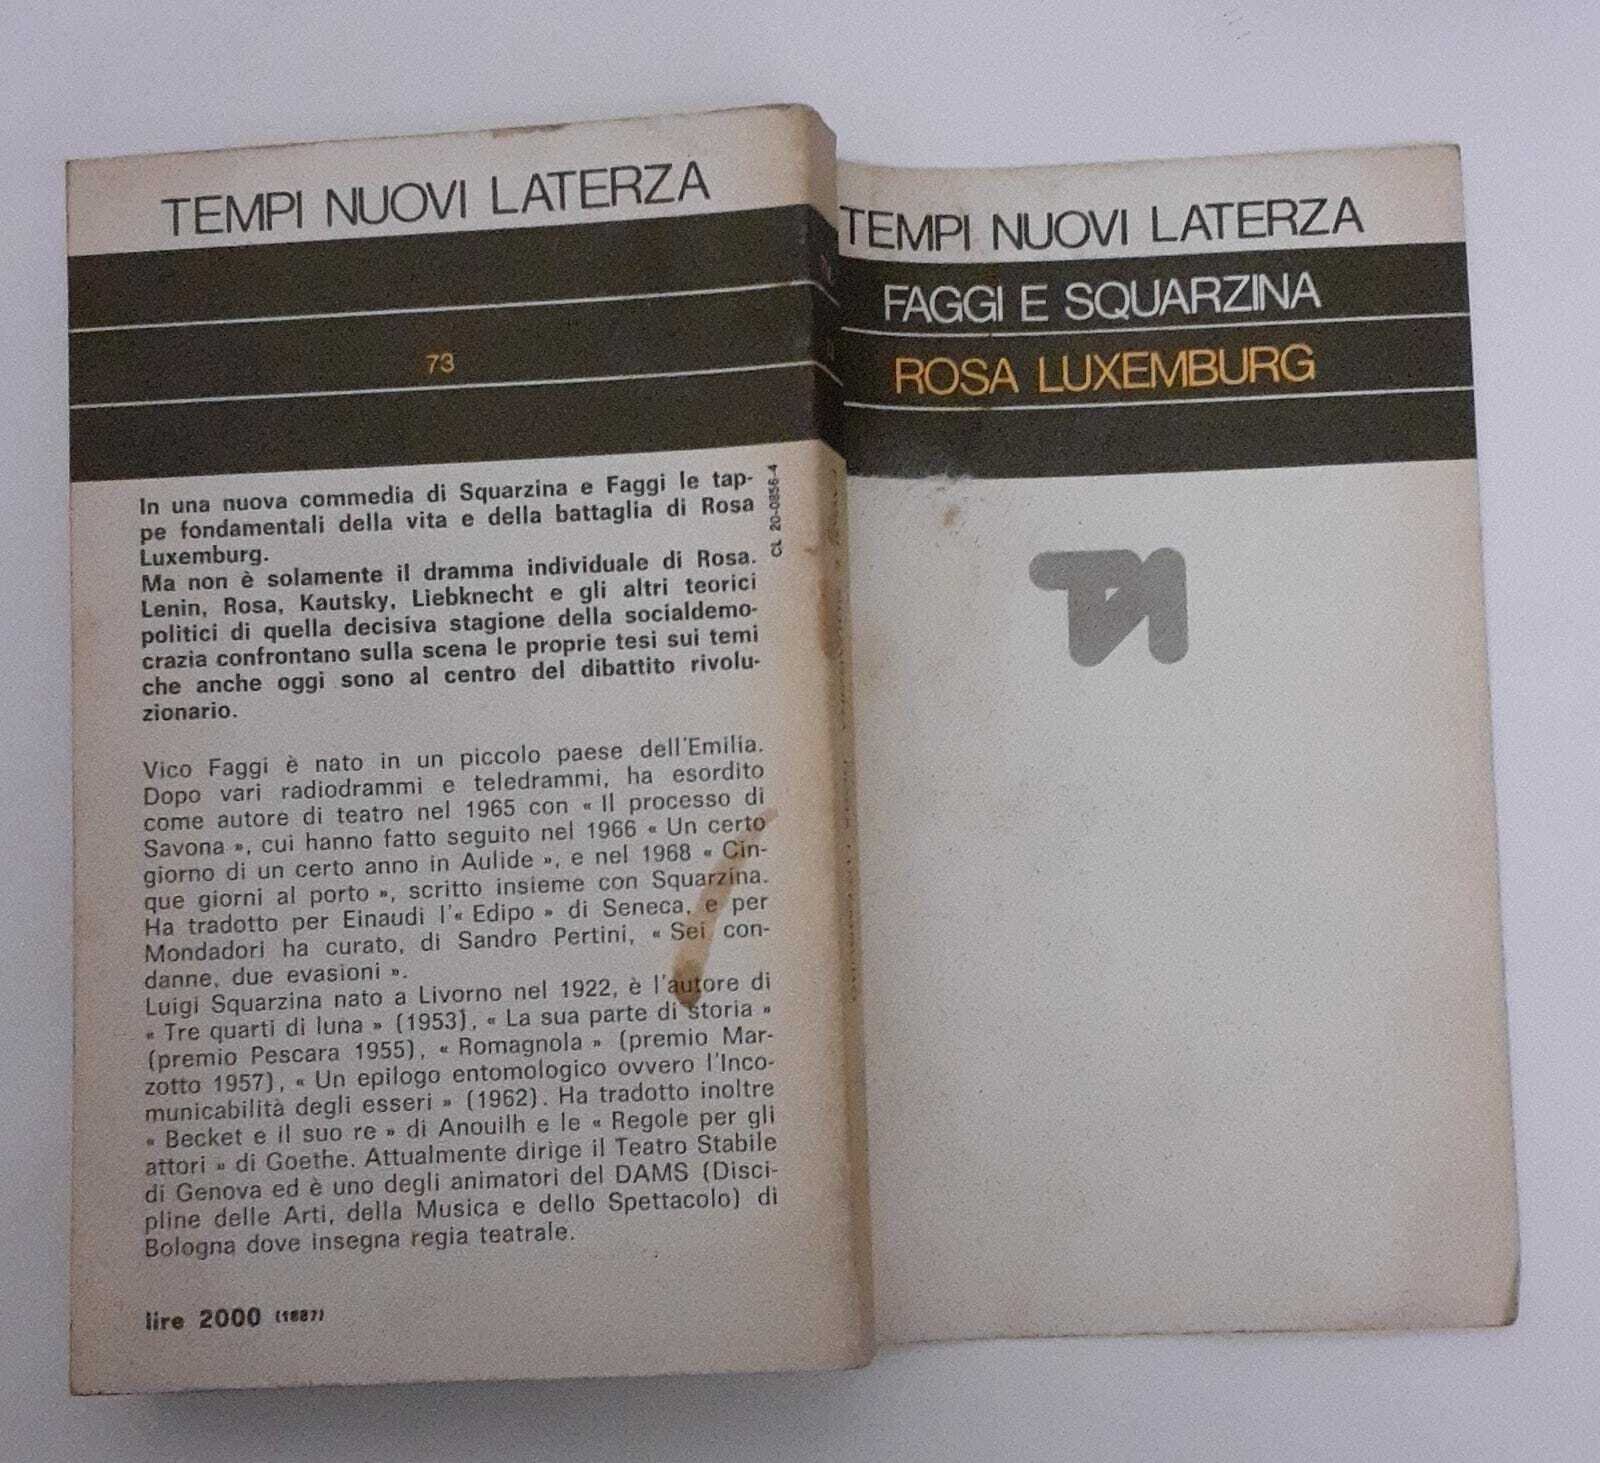 TEMPI NUOVI LATERZA
73
In una nuova commedia di Squarzina e Faggi le tap-
pe fondamentali della vita e della battaglia di Rosa
Luxemburg.
Ma non è solamente il dramma individuale di Rosa.
Lenin, Rosa, Kautsky, Liebknecht e gli altri teorici
politici di quella decisiva stagione della socialdemo-
crazia confrontano sulla scena le proprie tesi sui temi
che anche oggi sono al centro del dibattito rivolu-
zionario.
CL 20-0856-4
Vico Faggi è nato in un piccolo paese dell'Emilia.
Dopo vari radiodrammi e teledrammi, ha esordito
come autore di teatro nel 1965 con « Il processo di
Savona », cui hanno fatto seguito nel 1966 « Un certo
giorno di un certo anno in Aulide », e nel 1968 « Cin-
que giorni al porto », scritto insieme con Squarzina.
Ha tradotto per Einaudi l'« Edipo » di Seneca, e per
Mondadori ha curato, di Sandro Pertini, « Sei con-
danne, due evasioni ».
Luigi Squarzina nato a Livorno nel 1922, è l'autore di
« Tre quarti di luna » (1953), « La sua parte di storia »
(premio Pescara 1955), « Romagnola » (premio Mar-
zotto 1957), « Un epilogo entomologico ovvero l'Inco-
municabilità degli esseri » (1962). Ha tradotto inoltre
« Becket e il suo re » di Anouilh e le « Regole per gli
attori » di Goethe. Attualmente dirige il Teatro Stabile
di Genova ed è uno degli animatori del DAMS (Disci-
pline delle Arti, della Musica e dello Spettacolo) di
Bologna dove insegna regia teatrale.
lire 2000 (1887)
TEMPI NUOVI LATERZA
FAGGI E SQUARZINA
ROSA LUXEMBURG